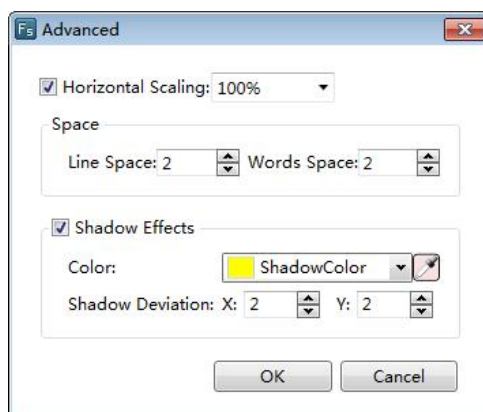 Fs Advanced
Horizontal Scaling: 100%
Space
Line Space: 2 Words Space: 2
Shadow Effects
Color: ShadowColor
Shadow Deviation: X: 2 Y: 2
OK Cancel